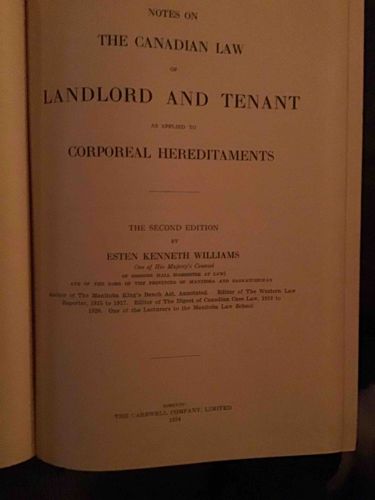 NOTES ON
THE CANADIAN LAW
OF
LANDLORD AND TENANT
AS APPLIED TO
CORPOREAL HEREDITAMENTS
THE SECOND EDITION
BY
ESTEN KENNETH WILLIAMS
One of His Majesty's Counsel
OF OSGOODE HALL (BARRISTER AT LAW)
AND OF THE BARS OF THE PROVINCES OF MANITOBA AND SASKATCHEWAN
Author of The Manitoba King's Bench Act, Annotated. Editor of The Western Law
Reporter, 1915 to 1917. Editor of The Digest of Canadian Case Law, to
1920. One of the Lecturers to the Manitoba Law School
TORONTO:
THE CARSWELL COMPANY, LIMITED
1934